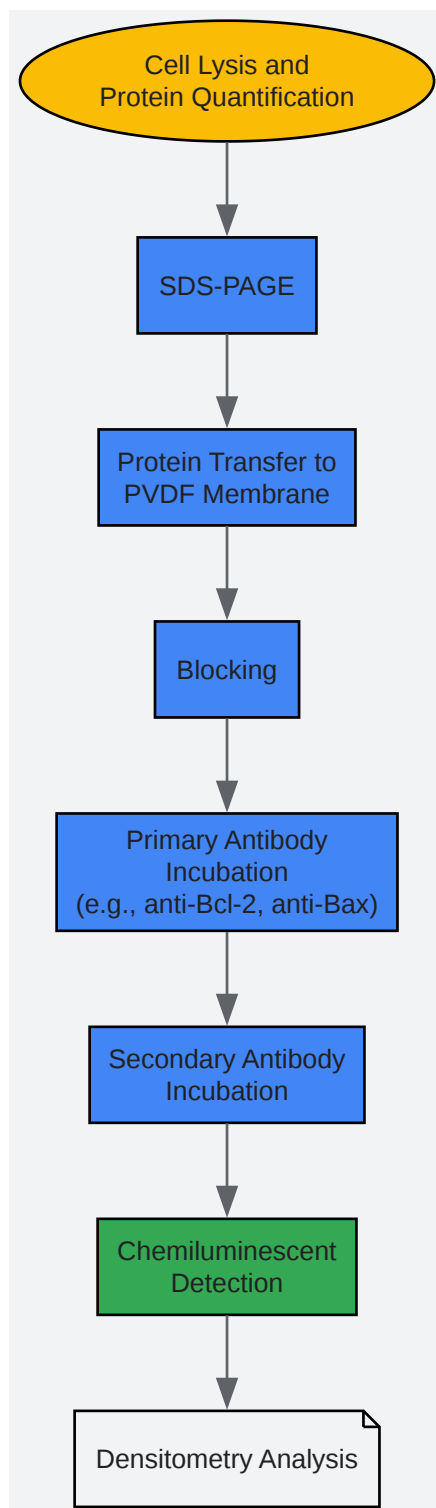 Cell Lysis and
Protein Quantification
SDS-PAGE
Protein Transfer to
PVDF Membrane
Blocking
Primary Antibody
Incubation
(e.g., anti-Bcl-2, anti-Bax)
Secondary Antibody
Incubation
Chemiluminescent
Detection
Densitometry Analysis